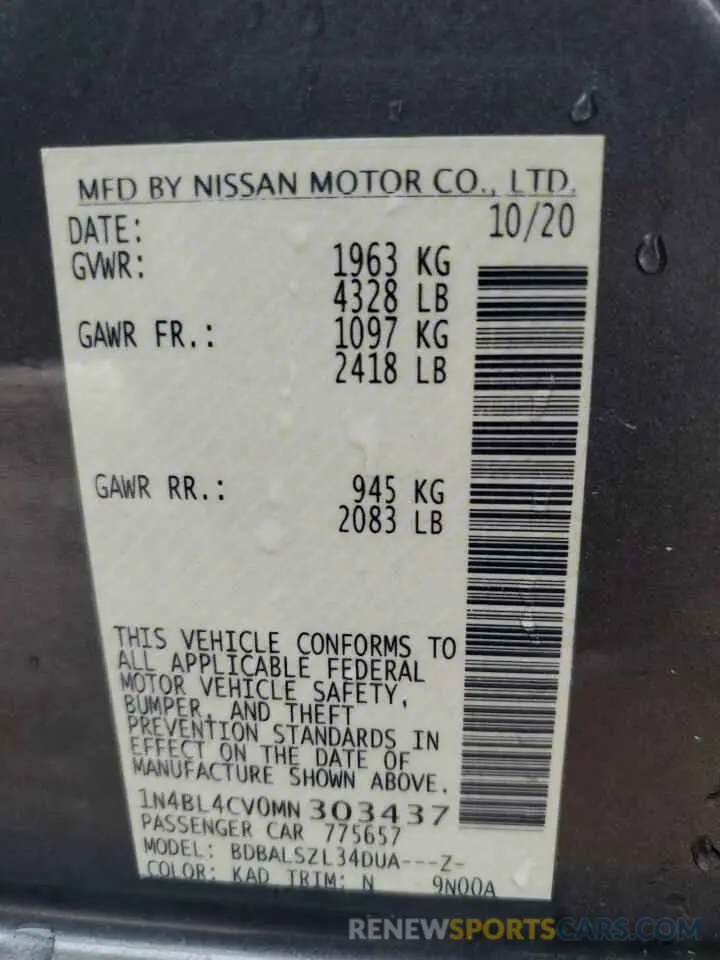 MFD BY NISSAN MOTOR CO., LTD.
DATE: 10/20
GVWR: 1963 KG
4328 LB
GAWR FR.: 1097 KG
2418 LB
GAWR RR.: 945 KG
2083 LB
THIS VEHICLE CONFORMS TO
ALL APPLICABLE FEDERAL
MOTOR VEHICLE SAFETY,
BUMPER, AND THEFT
PREVENTION STANDARDS IN
EFFECT ON THE DATE OF
MANUFACTURE SHOWN ABOVE.
1N4BL4CV0MN303437
PASSENGER CAR 775657
MODEL: BDBALSZL34DUA---Z-
COLOR: KAD TRIM: N 9N00A
RENEWSPORTSCARS.COM